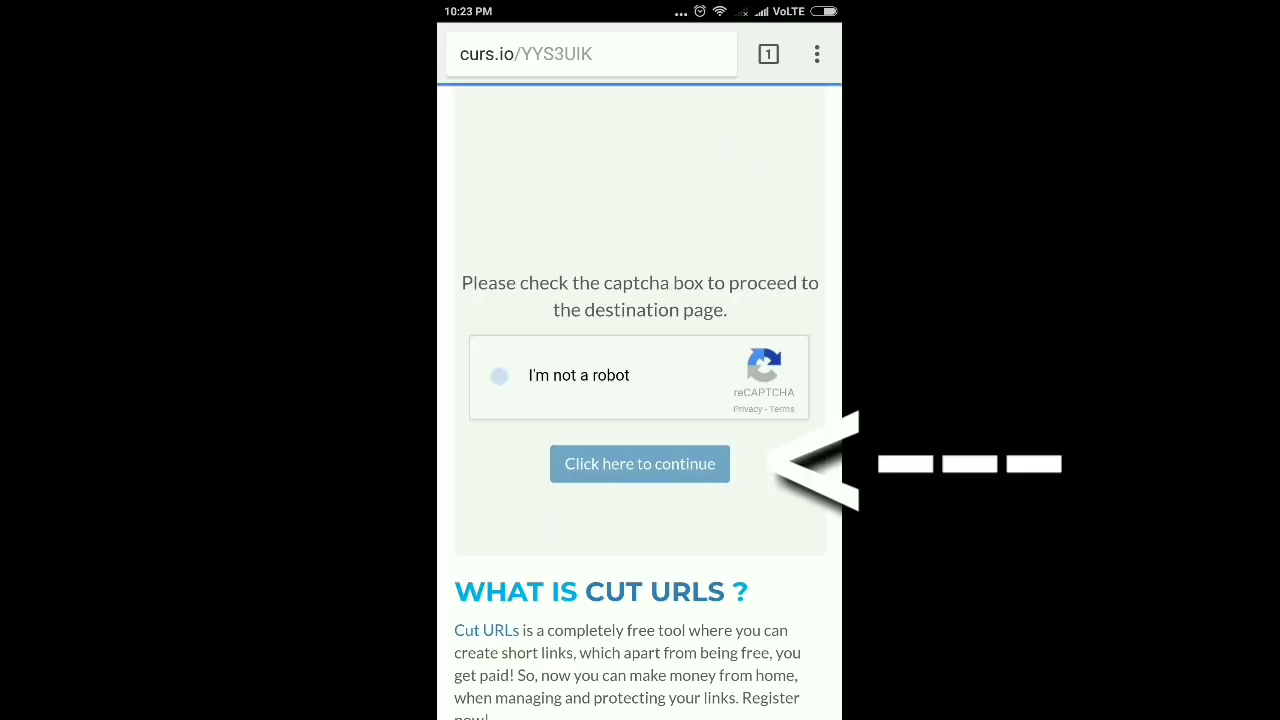 10:23 PM
VoLTE
curs.io/YYS3UlK
1
Please check the captcha box to proceed to
the destination page.
I'm not a robot
reCAPTCHA
Privacy - Terms
Click here to continue
WHAT IS CUT URLS ?
Cut URLs is a completely free tool where you can
create short links, which apart from being free, you
get paid! So, now you can make money from home,
when managing and protecting your links. Register
now!